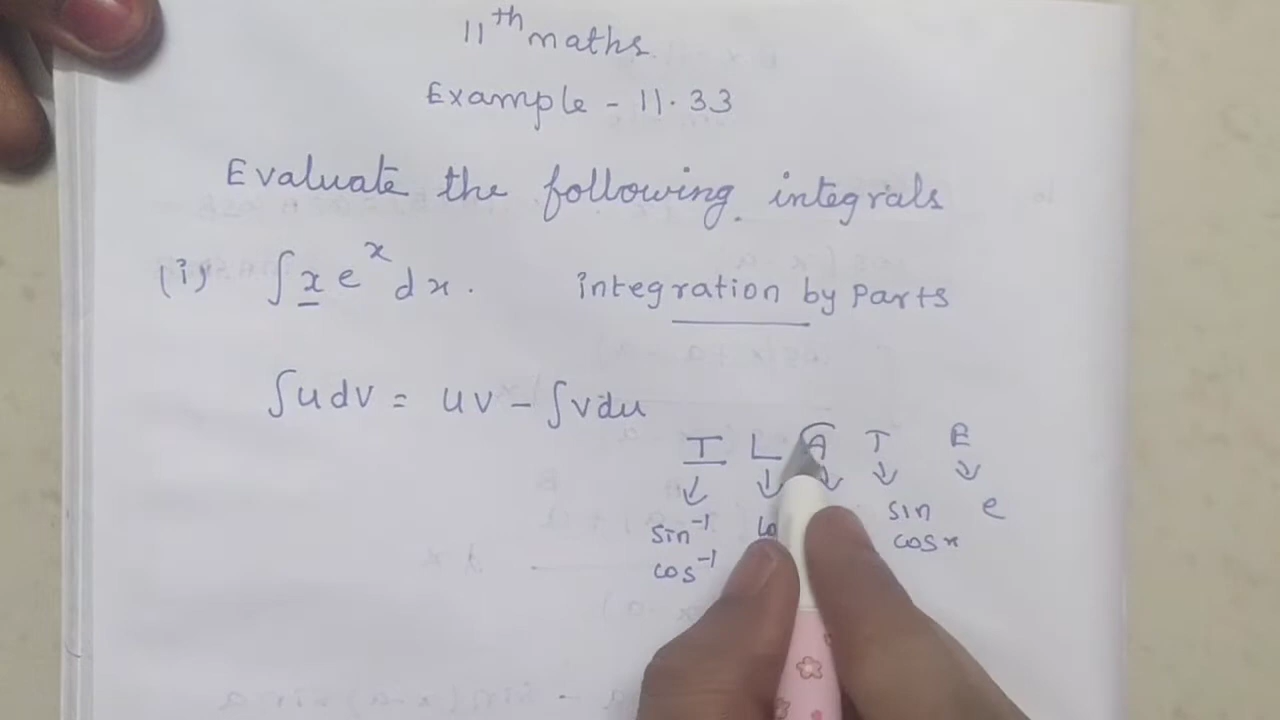 11th maths
Example - 11.33
Evaluate the following integrals
(i) ∫ x e^x dx. integration by Parts
∫udv = uv - ∫vdu
I L A T E
sin^-1 sin e
cos^-1 cos x